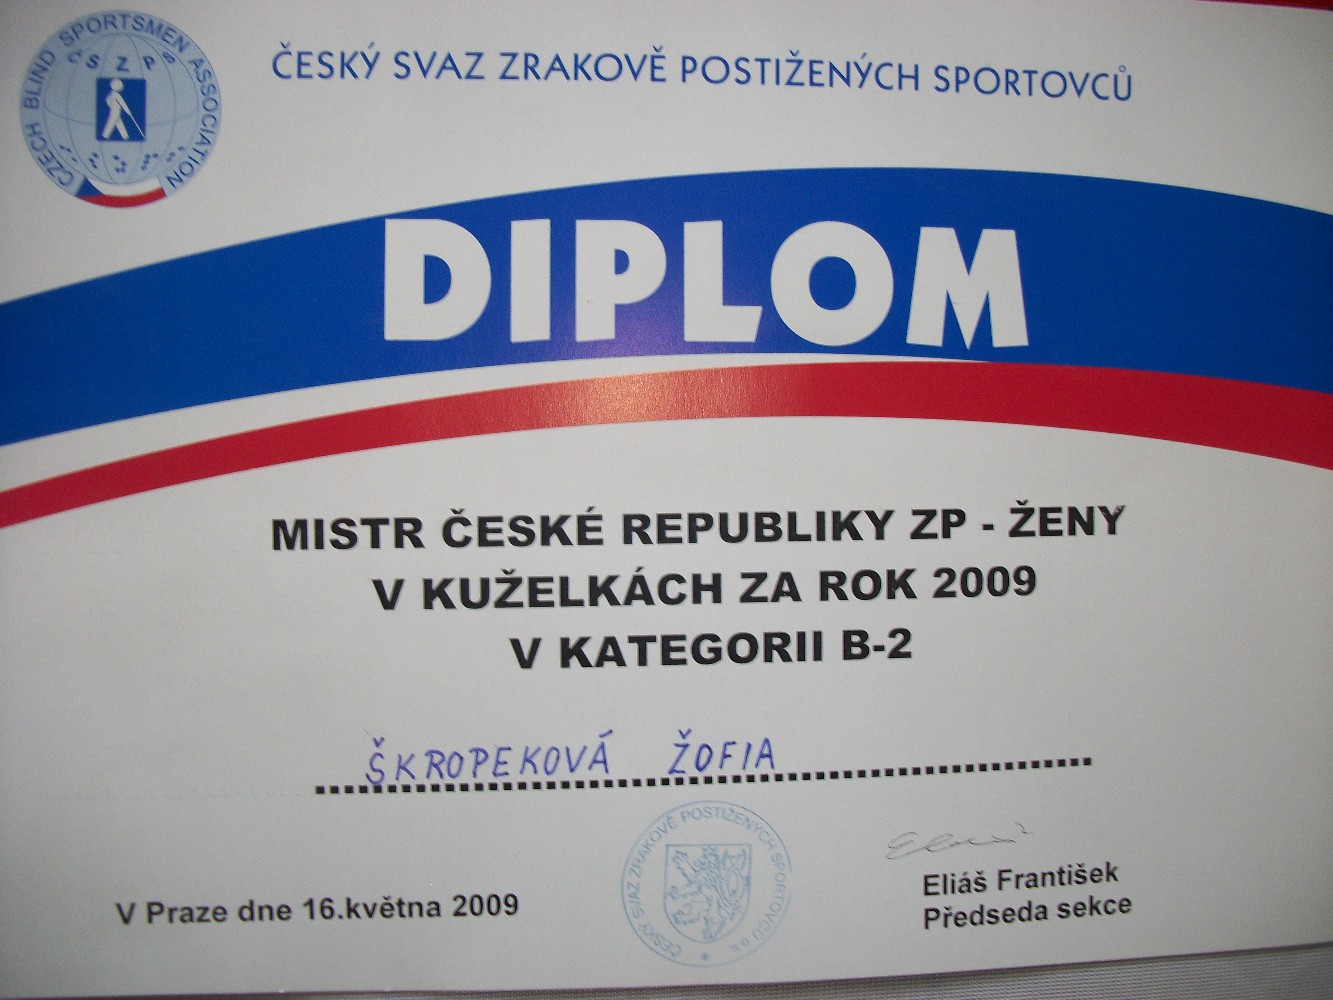 CZECH BLIND SPORTSMEN ASSOCIATION
ČSZPS
ČESKÝ SVAZ ZRAKOVĚ POSTIŽENÝCH SPORTOVCŮ
DIPLOM
MISTR ČESKÉ REPUBLIKY ZP - ŽENY
V KUŽELKÁCH ZA ROK 2009
V KATEGORII B-2
ŠKROPEKOVÁ ŽOFIA
ČESKÝ SVAZ ZRAKOVĚ POSTIŽENÝCH SPORTOVCŮ o.s.
V Praze dne 16.května 2009
Eliáš František
Předseda sekce